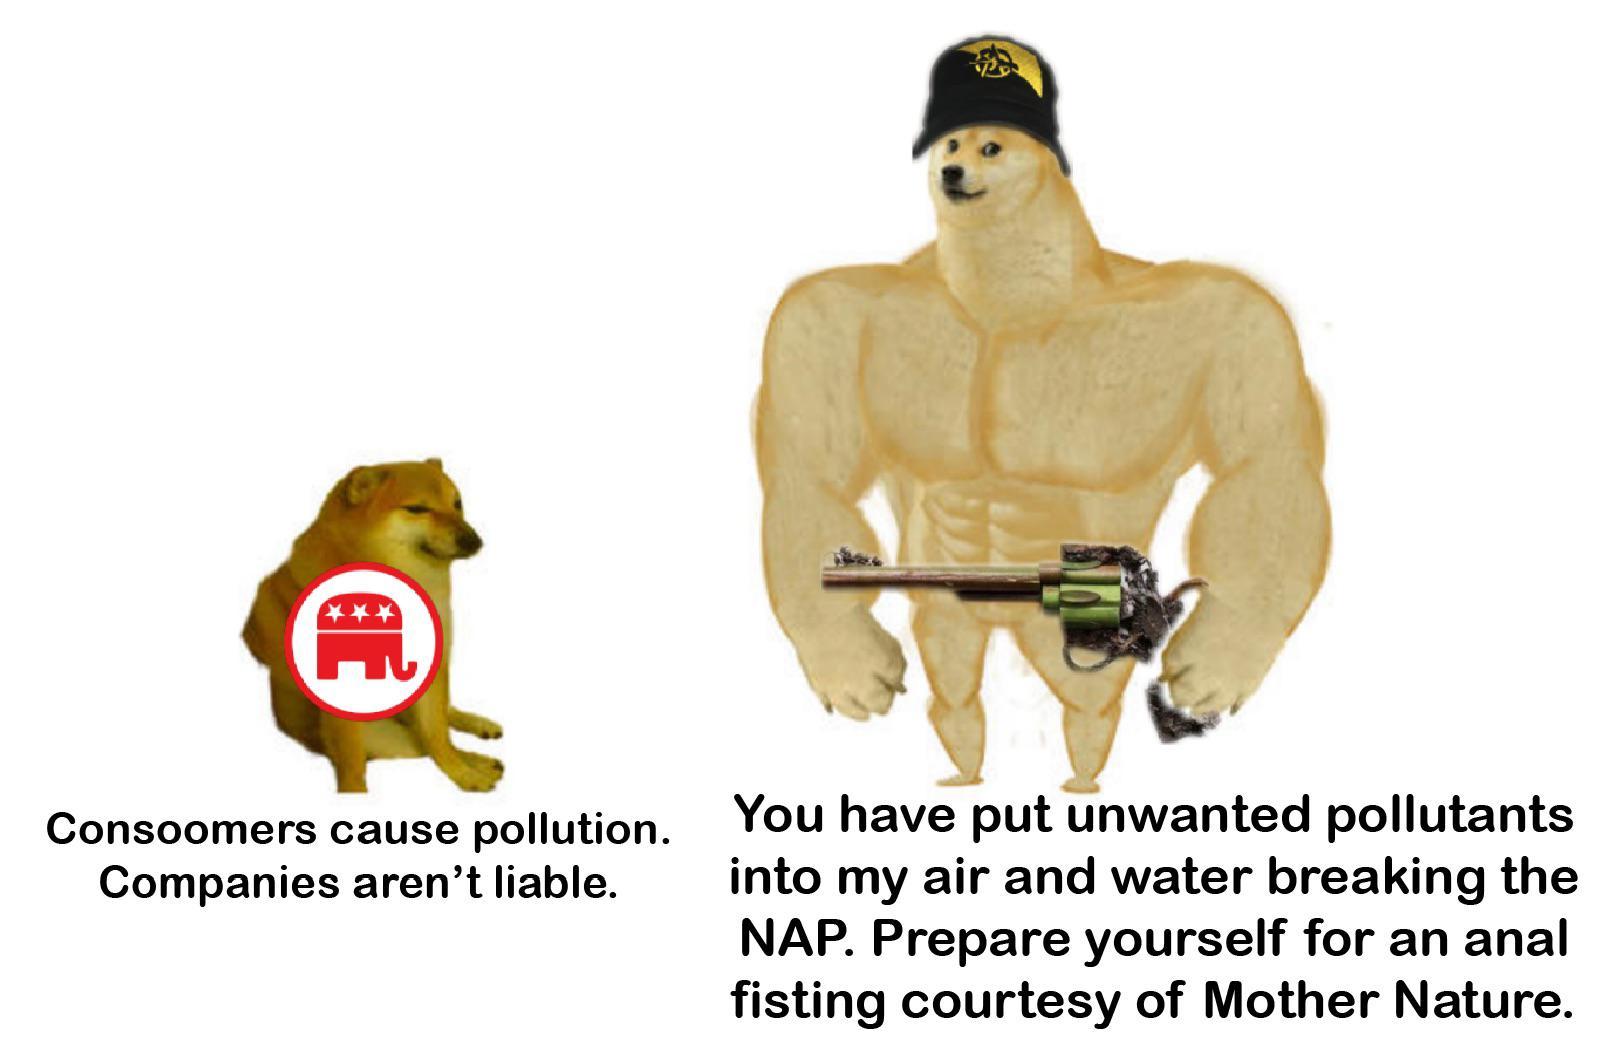 Consoomers cause pollution.
Companies aren’t liable.
You have put unwanted pollutants
into my air and water breaking the
NAP. Prepare yourself for an anal
fisting courtesy of Mother Nature.